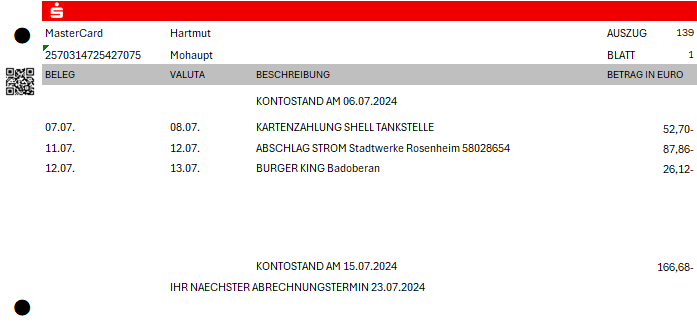 MasterCard Hartmut AUSZUG 139
2570314725427075 Mohaupt BLATT 1
BELEG VALUTA BESCHREIBUNG BETRAG IN EURO
KONTOSTAND AM 06.07.2024
07.07. 08.07. KARTENZAHLUNG SHELL TANKSTELLE 52,70-
11.07. 12.07. ABSCHLAG STROM Stadtwerke Rosenheim 58028654 87,86-
12.07. 13.07. BURGER KING Badoberan 26,12-
KONTOSTAND AM 15.07.2024 166,68-
IHR NAECHSTER ABRECHNUNGSTERMIN 23.07.2024